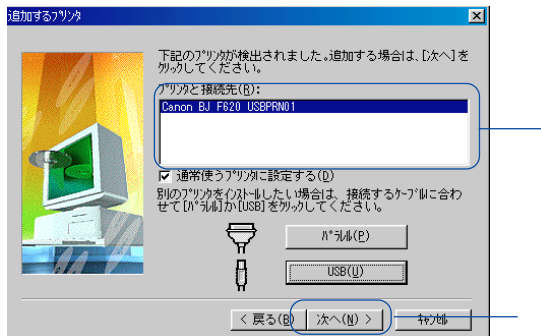 追加するプリンタ
下記のプリンタが検出されました。追加する場合は、[次へ]を
クリックしてください。
プリンタと接続先(R):
Canon BJ F620 USBPRN01
通常使うプリンタに設定する(D)
別のプリンタをインストールしたい場合は、接続するケーブルに合わ
せて[パラレル]か[USB]をクリックしてください。
パラレル(P)
USB(U)
< 戻る(B)
次へ(N) >
キャンセル